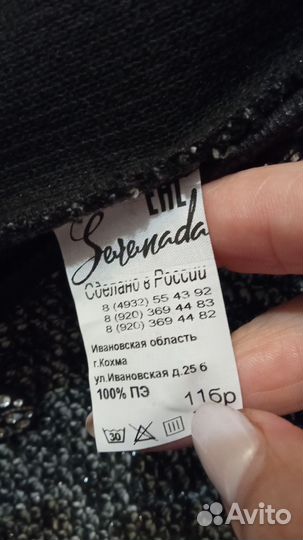 EAC
Serenada
Сделано в России
8 (4932) 55 43 92
8 (920) 369 44 83
8 (920) 369 44 82
Ивановская область
г.Кохма
ул.Ивановская д.25 б
100% ПЭ
116р
30
Avito